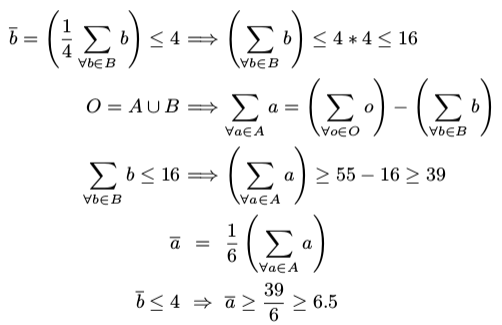 b̄ = (1/4 ∑_{∀b∈B} b) ≤ 4 ⟹ (∑_{∀b∈B} b) ≤ 4 ∗ 4 ≤ 16
O = A ∪ B ⟹ ∑_{∀a∈A} a = (∑_{∀o∈O} o) − (∑_{∀b∈B} b)
∑_{∀b∈B} b ≤ 16 ⟹ (∑_{∀a∈A} a) ≥ 55 − 16 ≥ 39
a̅ = 1/6 (∑_{∀a∈A} a)
b̅ ≤ 4 ⇒ a̅ ≥ 39/6 ≥ 6.5